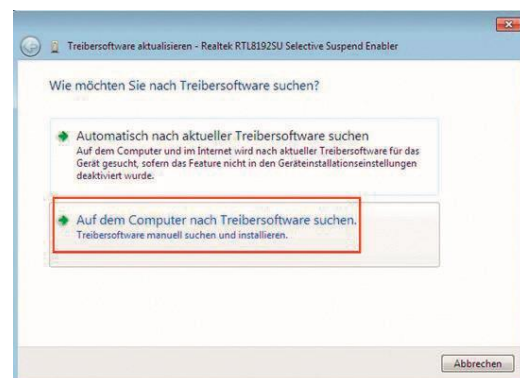 Treibersoftware aktualisieren - Realtek RTL8192SU Selective Suspend Enabler
Wie möchten Sie nach Treibersoftware suchen?
Automatisch nach aktueller Treibersoftware suchen
Auf dem Computer und im Internet wird nach aktueller Treibersoftware für das
Gerät gesucht, sofern das Feature nicht in den Geräteinstallationseinstellungen
deaktiviert wurde.
Auf dem Computer nach Treibersoftware suchen.
Treibersoftware manuell suchen und installieren.
Abbrechen